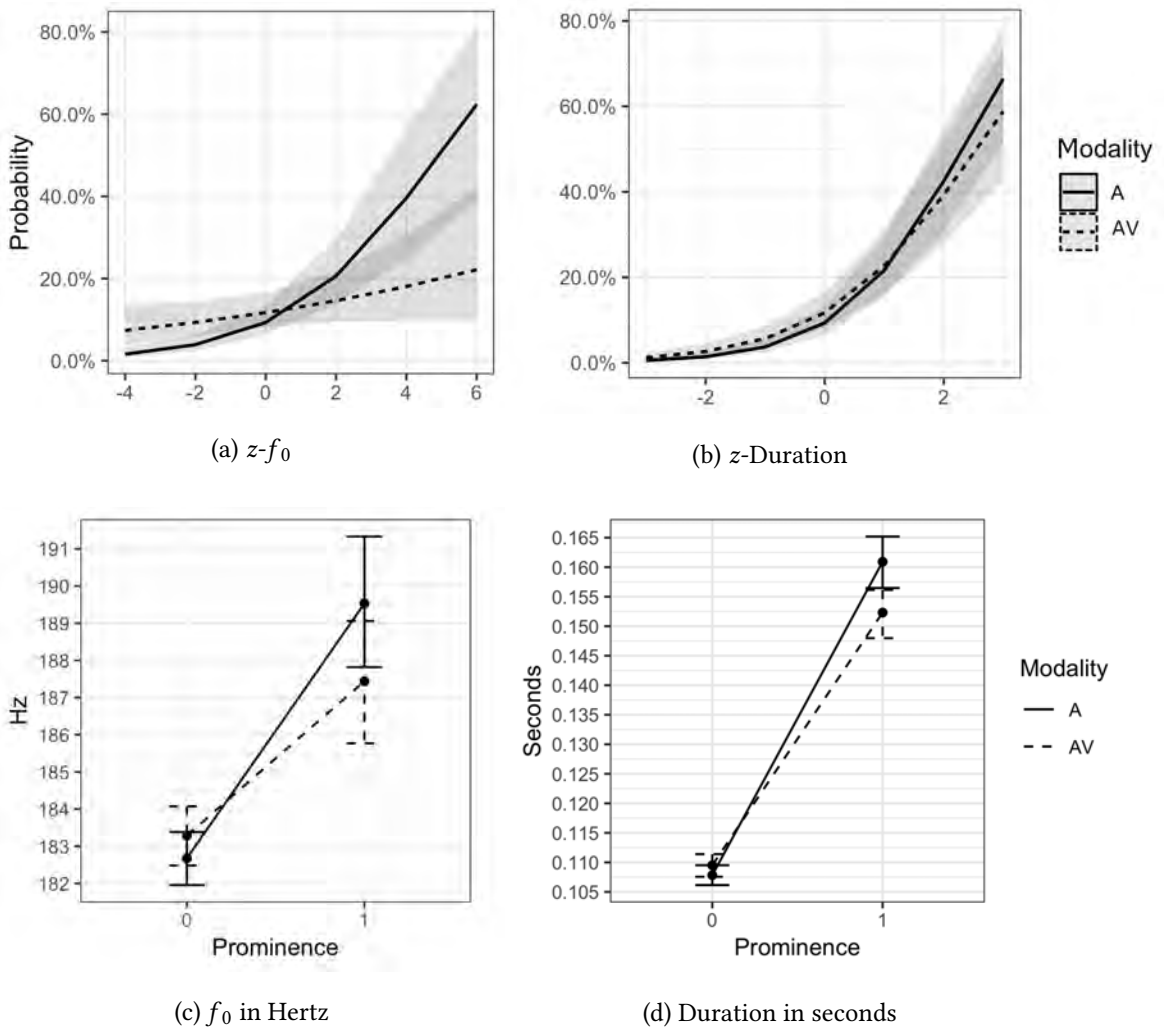 80.0%
60.0%
40.0%
20.0%
0.0%
Probability
-4 -2 0 2 4 6
(a) z-f0
80.0%
60.0%
40.0%
20.0%
0.0%
-2 0 2
(b) z-Duration
Modality
A
AV
191
190
189
188
187
186
185
184
183
182
Hz
0 1
Prominence
(c) f0 in Hertz
0.165
0.160
0.155
0.150
0.145
0.140
0.135
0.130
0.125
0.120
0.115
0.110
0.105
Seconds
0 1
Prominence
(d) Duration in seconds
Modality
A
AV